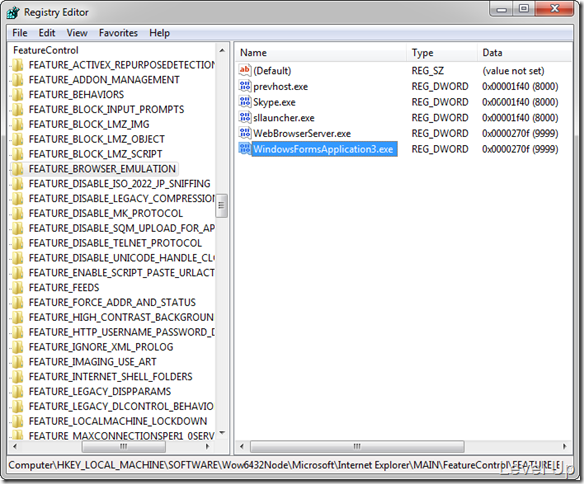 Registry Editor
File Edit View Favorites Help
FeatureControl
FEATURE_ACTIVEX_REPURPOSEDETECTION
FEATURE_ADDON_MANAGEMENT
FEATURE_BEHAVIORS
FEATURE_BLOCK_INPUT_PROMPTS
FEATURE_BLOCK_LMZ_IMG
FEATURE_BLOCK_LMZ_OBJECT
FEATURE_BLOCK_LMZ_SCRIPT
FEATURE_BROWSER_EMULATION
FEATURE_DISABLE_ISO_2022_JP_SNIFFING
FEATURE_DISABLE_LEGACY_COMPRESSION
FEATURE_DISABLE_MK_PROTOCOL
FEATURE_DISABLE_SQM_UPLOAD_FOR_AP
FEATURE_DISABLE_TELNET_PROTOCOL
FEATURE_DISABLE_UNICODE_HANDLE_CL
FEATURE_ENABLE_SCRIPT_PASTE_URLACT
FEATURE_FEEDS
FEATURE_FORCE_ADDR_AND_STATUS
FEATURE_HIGH_CONTRAST_BACKGROUN
FEATURE_HTTP_USERNAME_PASSWORD_D
FEATURE_IGNORE_XML_PROLOG
FEATURE_IMAGING_USE_ART
FEATURE_INTERNET_SHELL_FOLDERS
FEATURE_LEGACY_DISPPARAMS
FEATURE_LEGACY_DLCONTROL_BEHAVIO
FEATURE_LOCALMACHINE_LOCKDOWN
FEATURE_MAXCONNECTIONSPER1_0SERV
Name Type Data
(Default) REG_SZ (value not set)
prevhost.exe REG_DWORD 0x00001f40 (8000)
Skype.exe REG_DWORD 0x00001f40 (8000)
sllauncher.exe REG_DWORD 0x00001f40 (8000)
WebBrowserServer.exe REG_DWORD 0x0000270f (9999)
WindowsFormsApplication3.exe REG_DWORD 0x0000270f (9999)
Computer\HKEY_LOCAL_MACHINE\SOFTWARE\Wow6432Node\Microsoft\Internet Explorer\MAIN\FeatureControl\FEATURE_E
Level Up